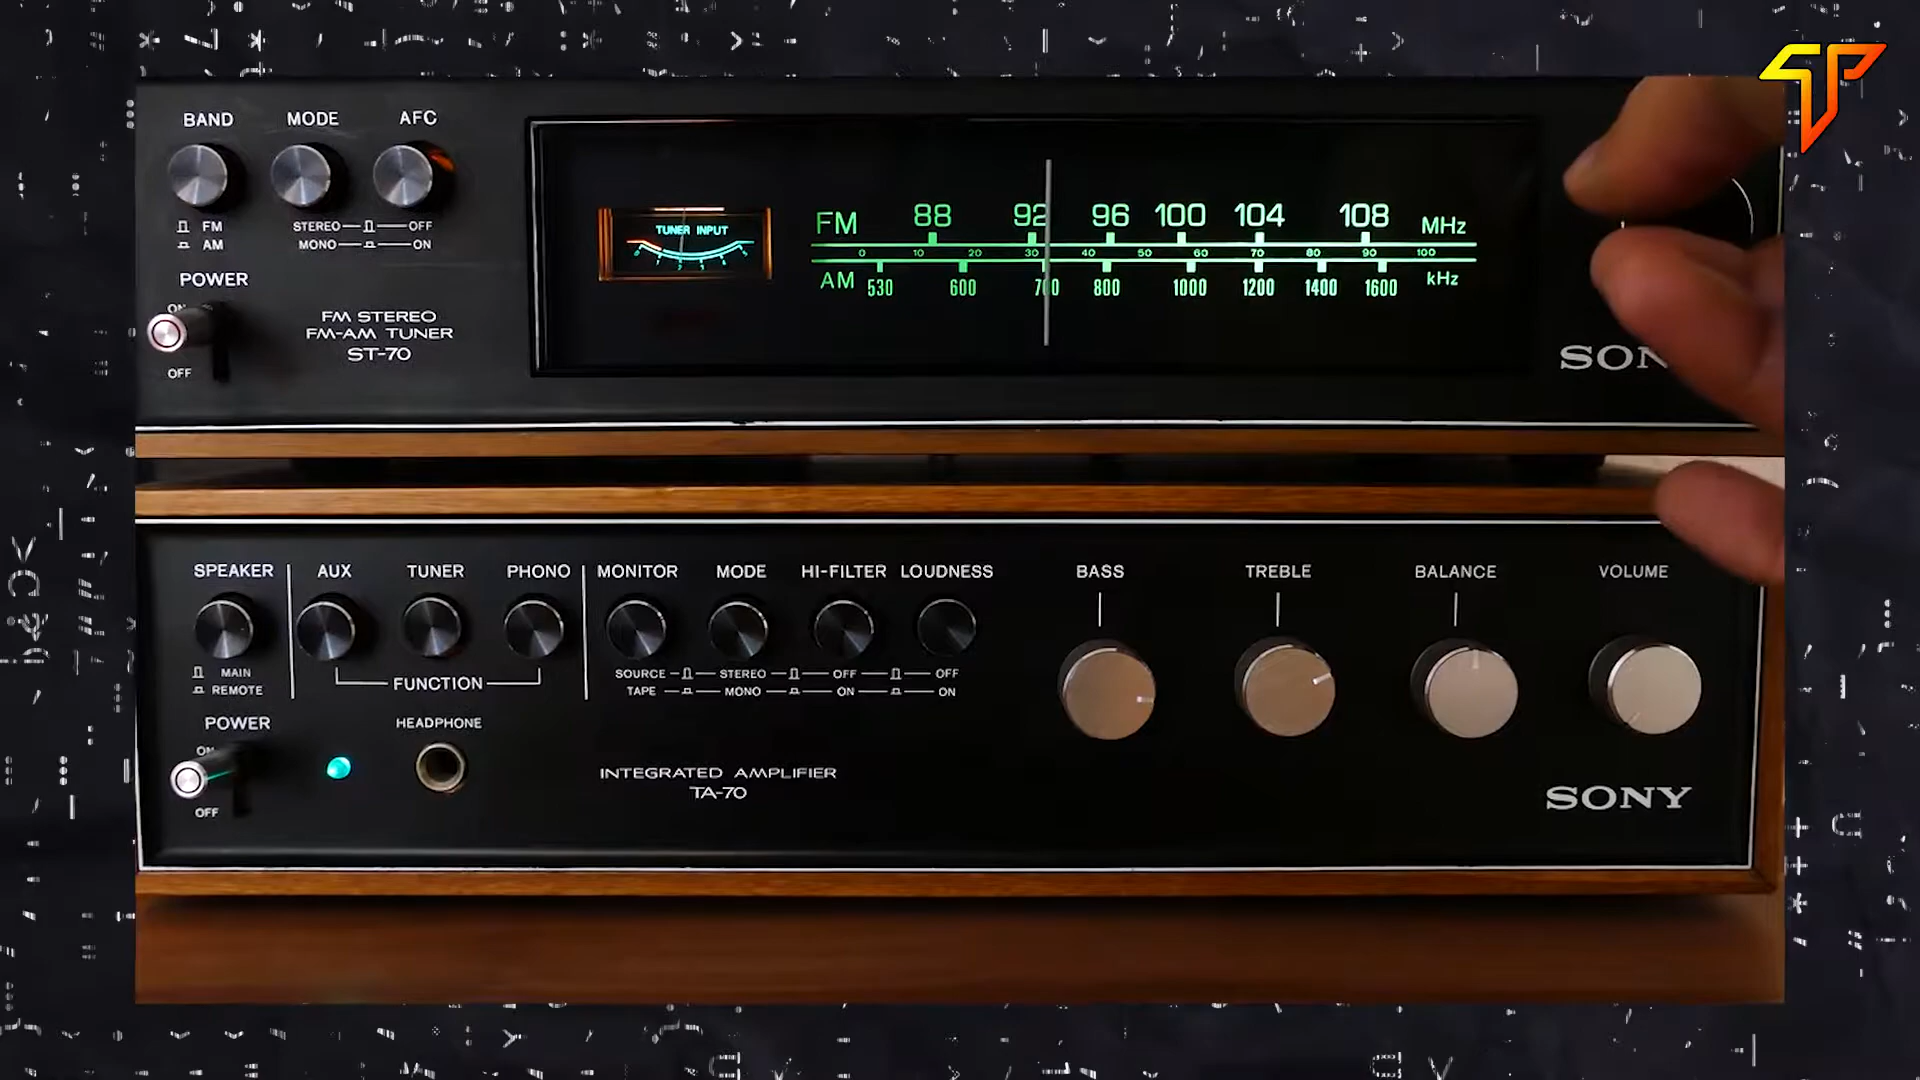 BAND MODE AFC
FM STEREO OFF
AM MONO ON
POWER
ON
OFF
FM STEREO
FM-AM TUNER
ST-70
TUNER INPUT
FM 88 92 96 100 104 108 MHz
0 10 20 30 40 50 60 70 80 90 100
AM 530 600 700 800 1000 1200 1400 1600 kHz
SON
SPEAKER AUX TUNER PHONO MONITOR MODE HI-FILTER LOUDNESS BASS TREBLE BALANCE VOLUME
MAIN
REMOTE
FUNCTION
SOURCE STEREO OFF OFF
TAPE MONO ON ON
POWER
ON
OFF
HEADPHONE
INTEGRATED AMPLIFIER
TA-70
SONY